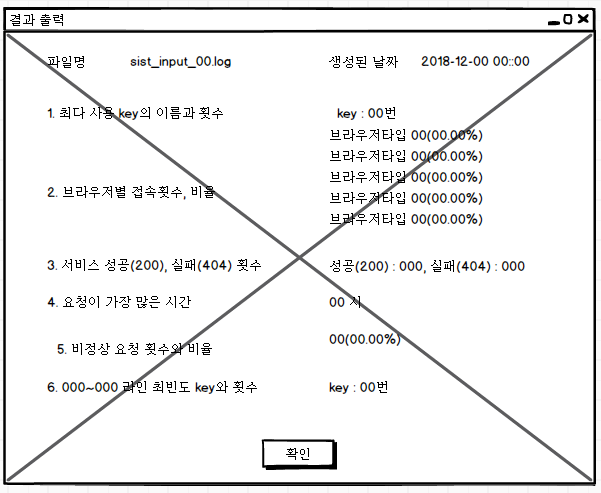 결과 출력
파일명 sist_input_00.log 생성된 날짜 2018-12-00 00::00
1. 최다 사용 key의 이름과 횟수 key : 00번
브라우저타입 00(00.00%)
브라우저타입 00(00.00%)
브라우저타입 00(00.00%)
2. 브라우저별 접속횟수, 비율
브라우저타입 00(00.00%)
브라우저타입 00(00.00%)
3. 서비스 성공(200), 실패(404) 횟수 성공(200) : 000, 실패(404) : 000
4. 요청이 가장 많은 시간 00 시
5. 비정상 요청 횟수와 비율 00(00.00%)
6. 000~000 라인 최빈도 key와 횟수 key : 00번
확인